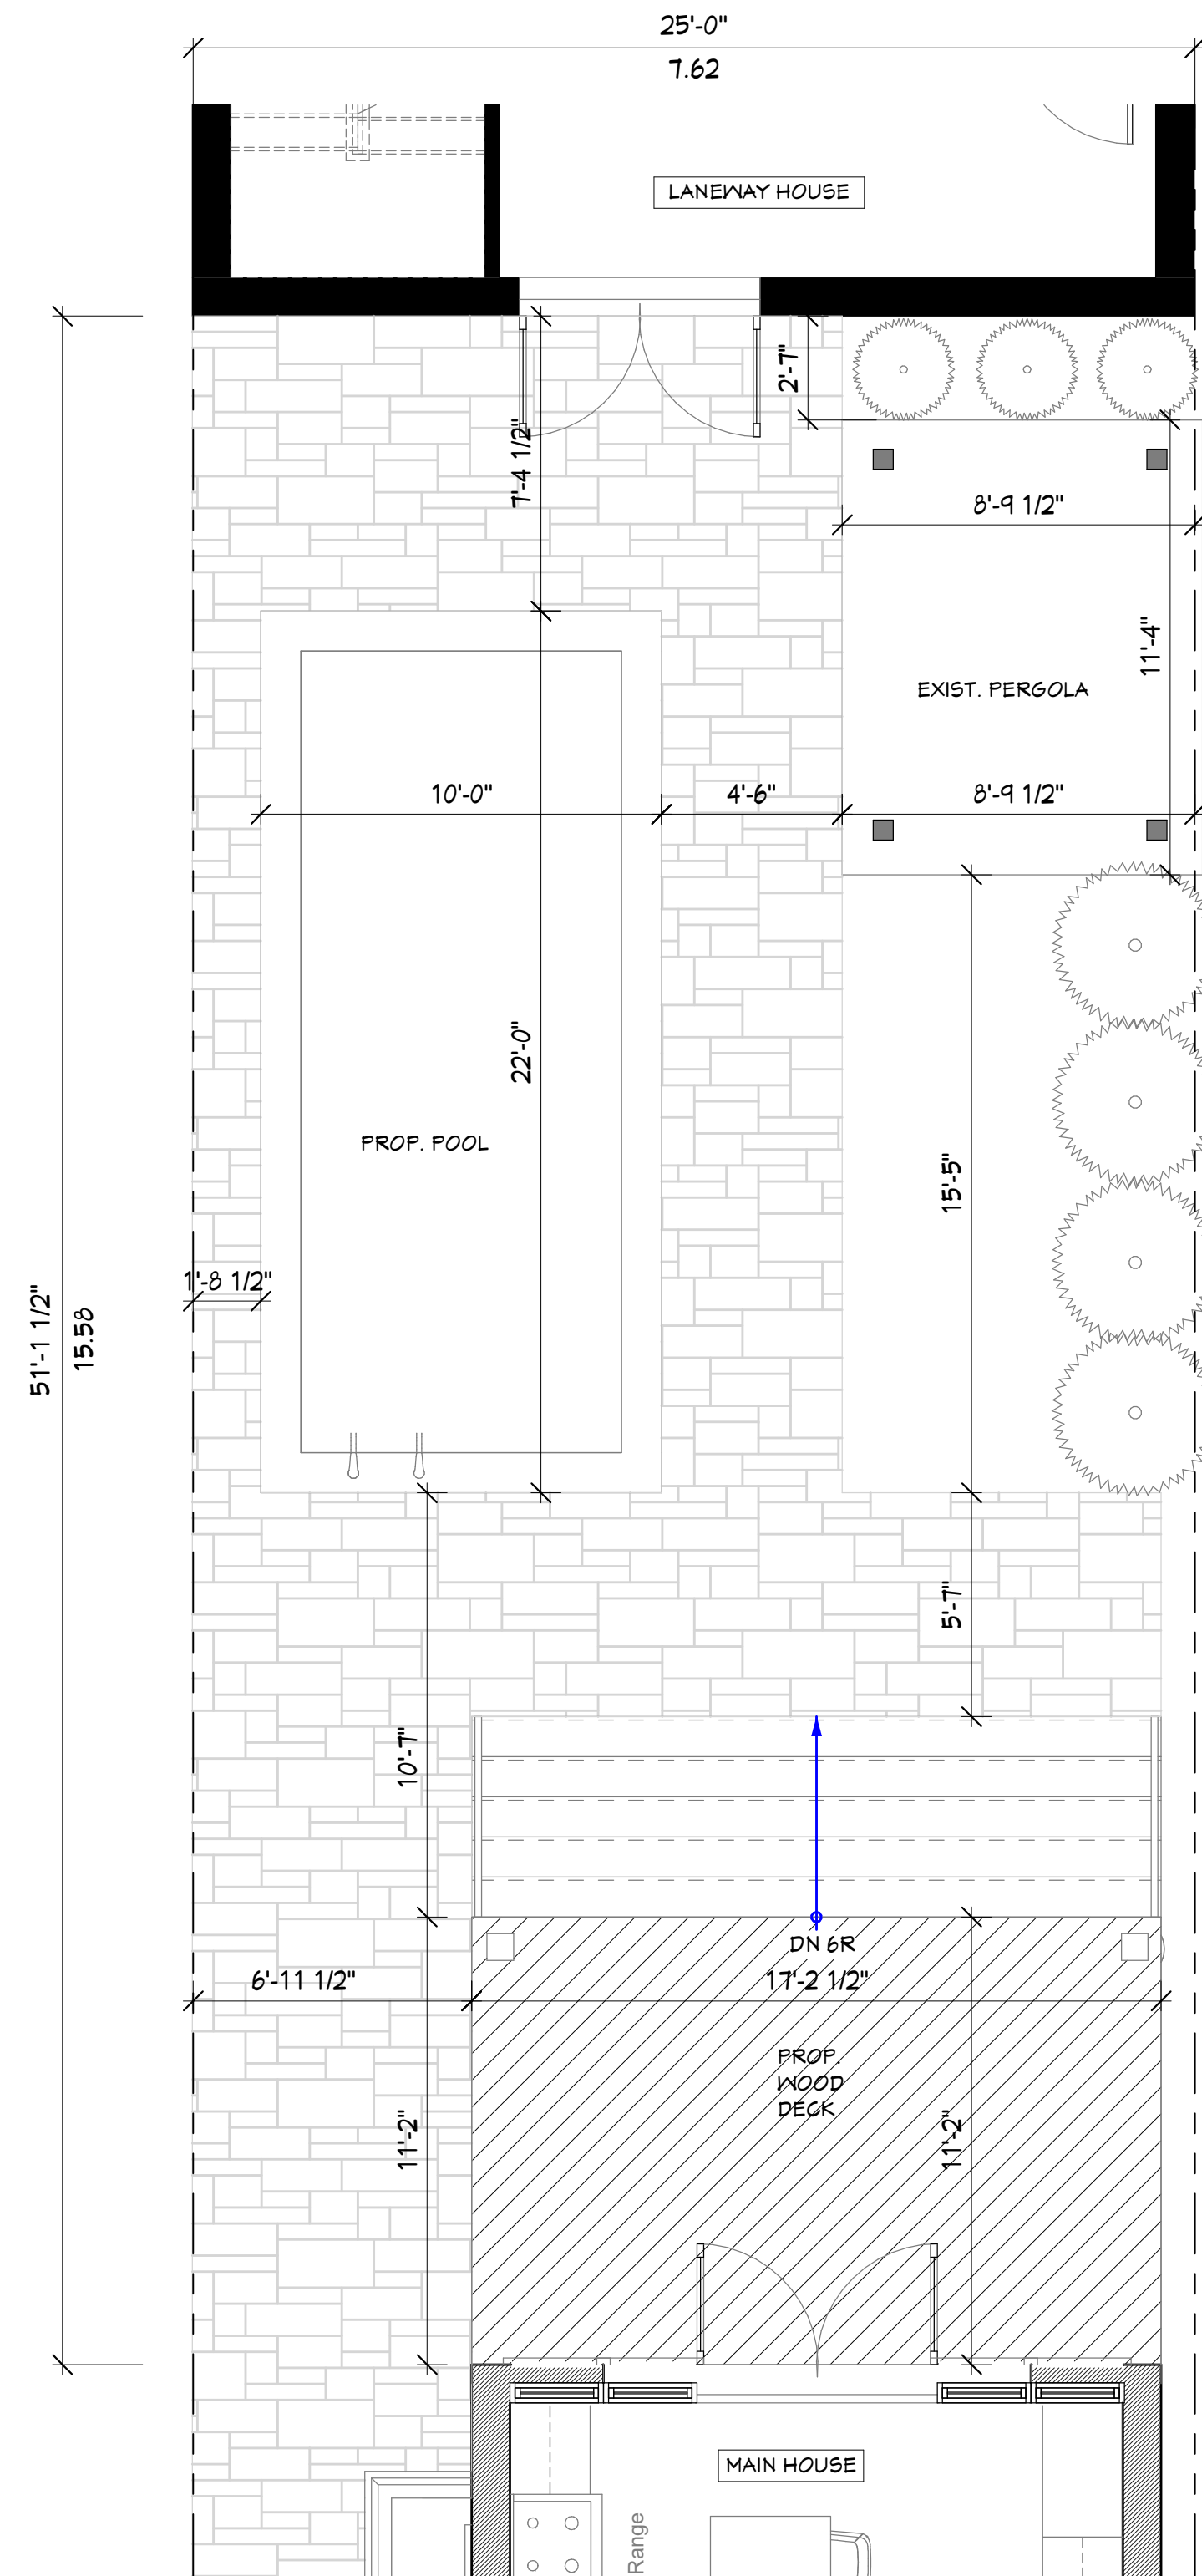 25'-0"
7.62
LANEWAY HOUSE
2'-7"
7'-4 1/2"
8'-9 1/2"
11'-4"
EXIST. PERGOLA
10'-0"
4'-6"
8'-9 1/2"
22'-0"
PROP. POOL
15'-5"
1'-8 1/2"
51'-1 1/2"
15.58
5'-7"
10'-7"
DN 6R
6'-11 1/2"
17'-2 1/2"
PROP.
WOOD
DECK
11'-2"
11'-2"
MAIN HOUSE
Range